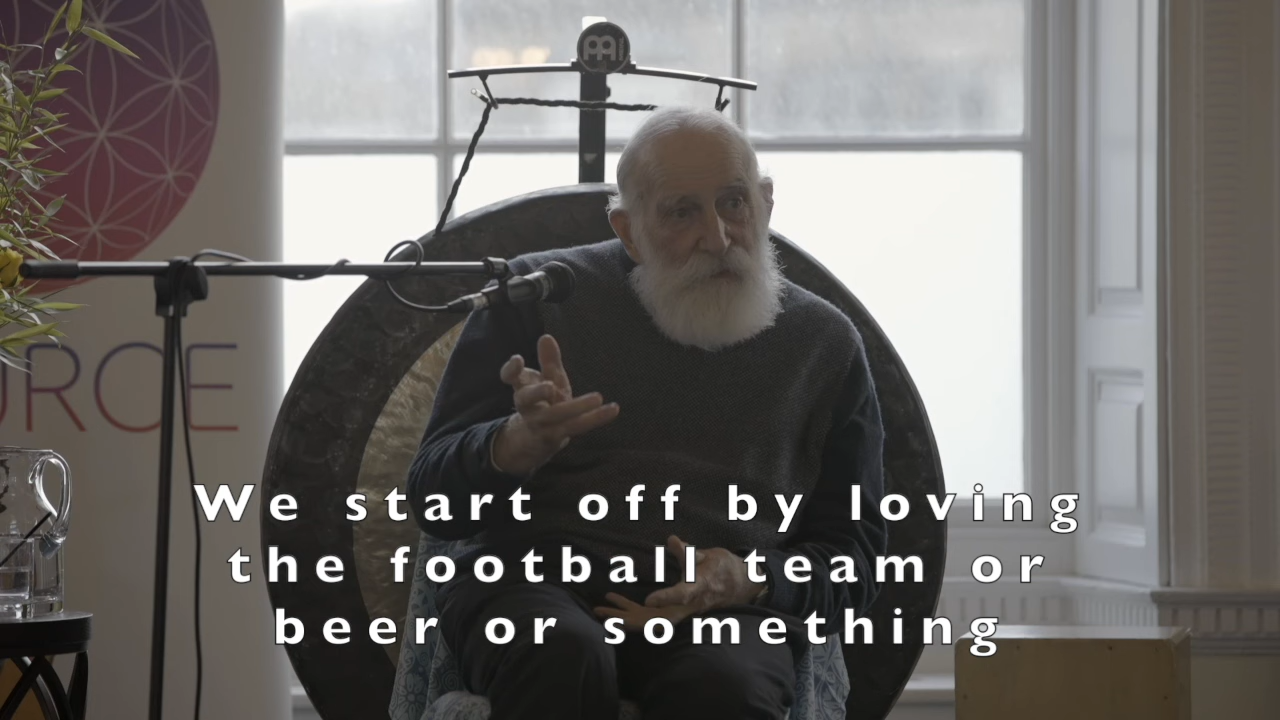 URCE
We start off by loving
the football team or
beer or something